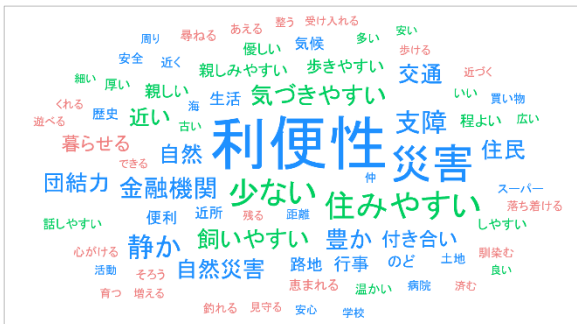 整う 受け入れる
周り 尋ねる あえる 多い 安い
優しい 気候 歩ける
安全 近く 親しみやすい 歩きやすい 交通 近づく
細い 厚い 親しい 海 生活 気づきやすい いい 買い物
くれる 歴史 近い 支障 程よい 広い
遊べる 古い 利便性
暮らせる 自然 災害 住民
できる 仲
団結力 金融機関 少ない 住みやすい スーパー
落ち着ける
話しやすい 便利 近所 残る 距離 しやすい
静か 飼いやすい 豊か 付き合い
心がける のど 土地 馴染む
活動 そろう 自然災害 路地 行事 良い
恵まれる 温かい 病院 済む
育つ 増える
釣れる 見守る 安心 学校